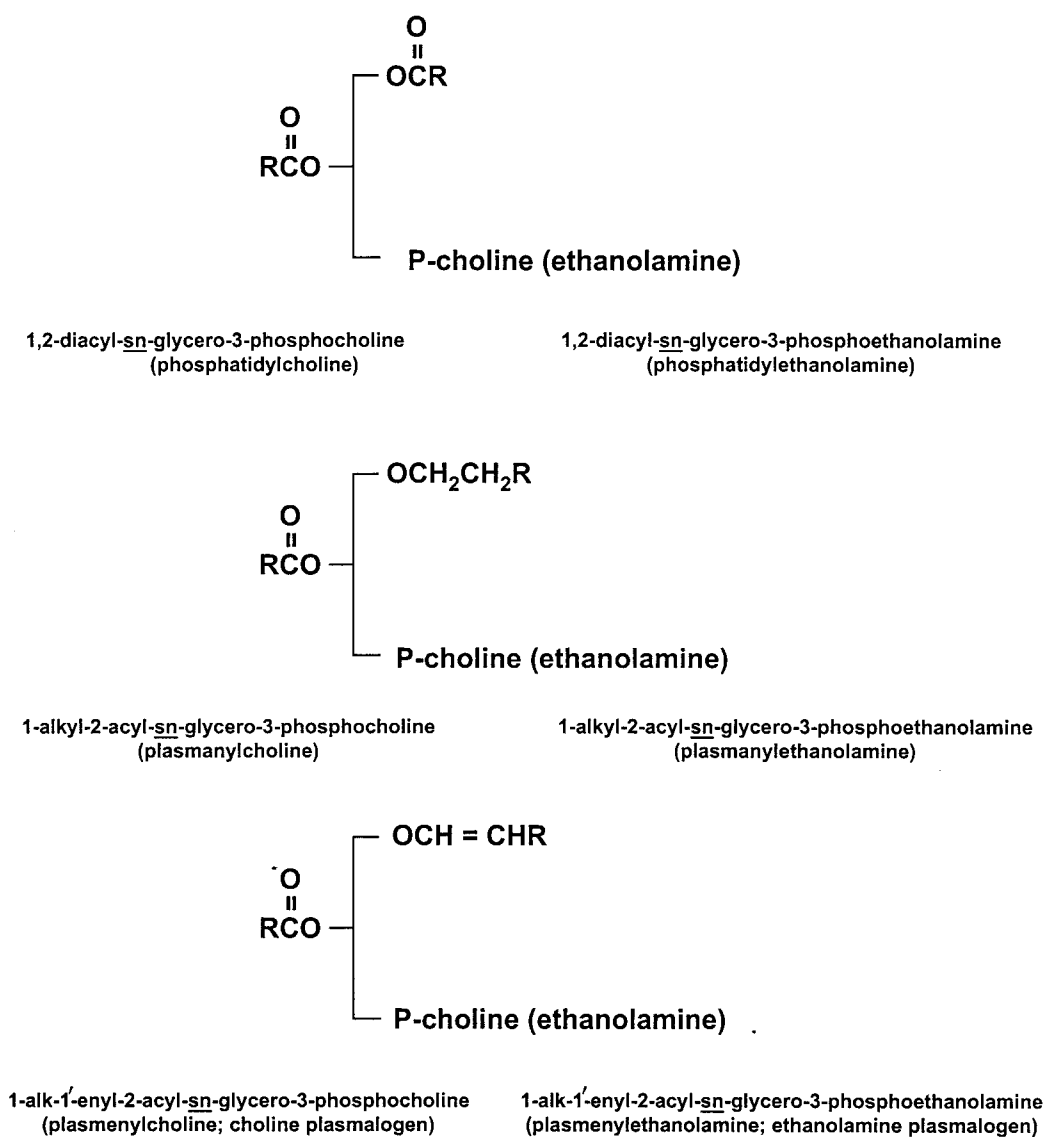 O
OCR
O
RCO
P-choline (ethanolamine)
1,2-diacyl-sn-glycero-3-phosphocholine
(phosphatidylcholine)
1,2-diacyl-sn-glycero-3-phosphoethanolamine
(phosphatidylethanolamine)
OCH₂CH₂R
O
RCO
P-choline (ethanolamine)
1-alkyl-2-acyl-sn-glycero-3-phosphocholine
(plasmanylcholine)
1-alkyl-2-acyl-sn-glycero-3-phosphoethanolamine
(plasmanylethanolamine)
OCH = CHR
O
RCO
P-choline (ethanolamine)
1-alk-1′-enyl-2-acyl-sn-glycero-3-phosphocholine
(plasmenylcholine; choline plasmalogen)
1-alk-1′-enyl-2-acyl-sn-glycero-3-phosphoethanolamine
(plasmenylethanolamine; ethanolamine plasmalogen)